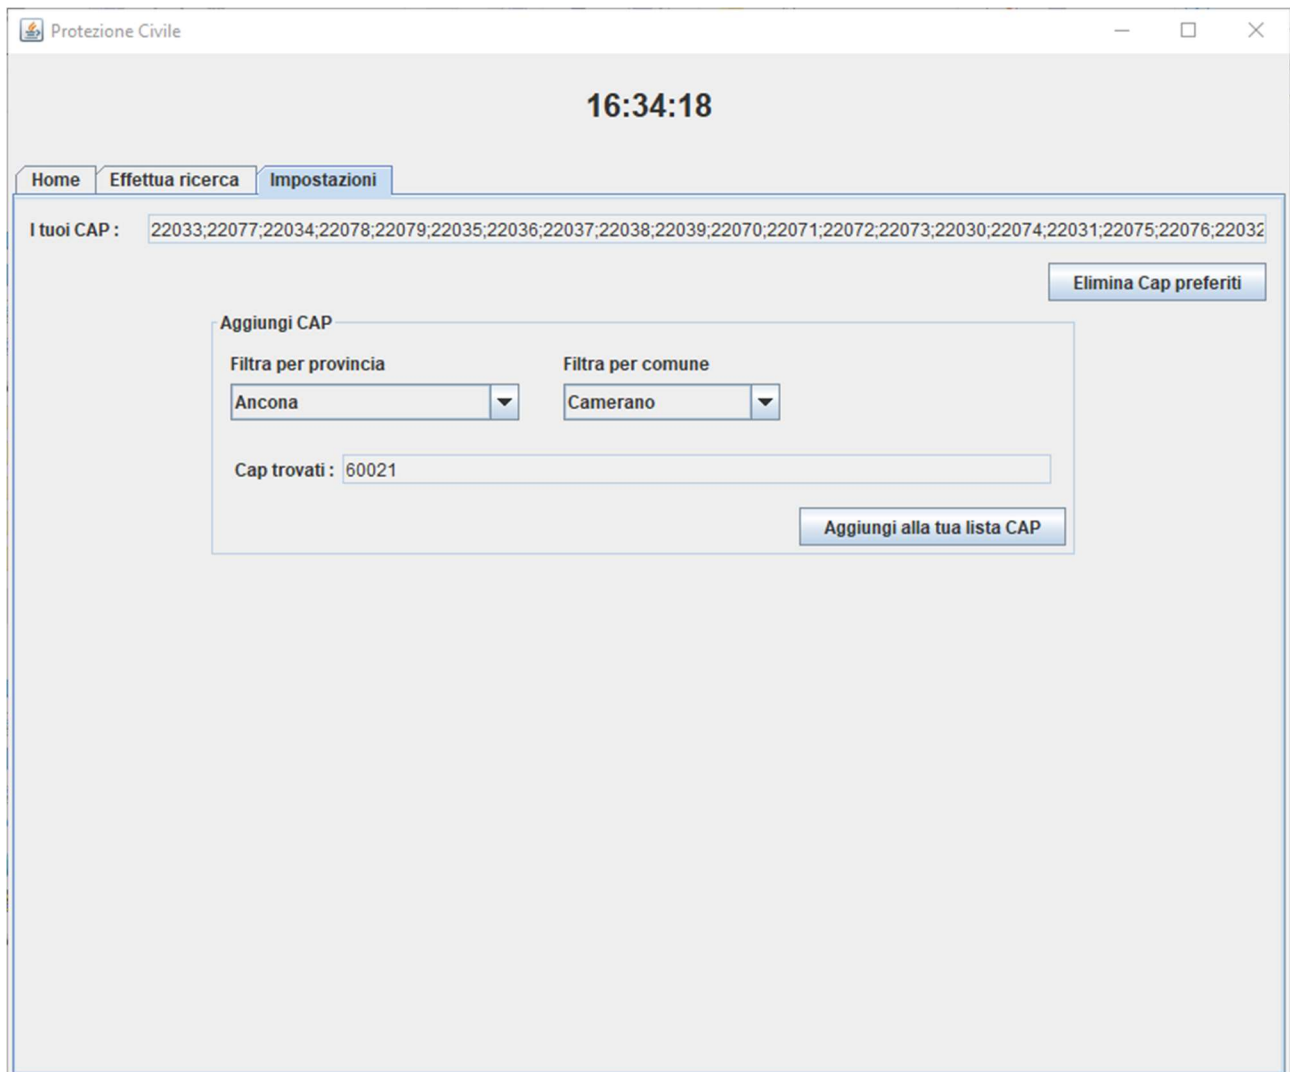 Protezione Civile
16:34:18
Home Effettua ricerca Impostazioni
I tuoi CAP : 22033;22077;22034;22078;22079;22035;22036;22037;22038;22039;22070;22071;22072;22073;22030;22074;22031;22075;22076;22032
Elimina Cap preferiti
Aggiungi CAP
Filtra per provincia Filtra per comune
Ancona Camerano
Cap trovati : 60021
Aggiungi alla tua lista CAP